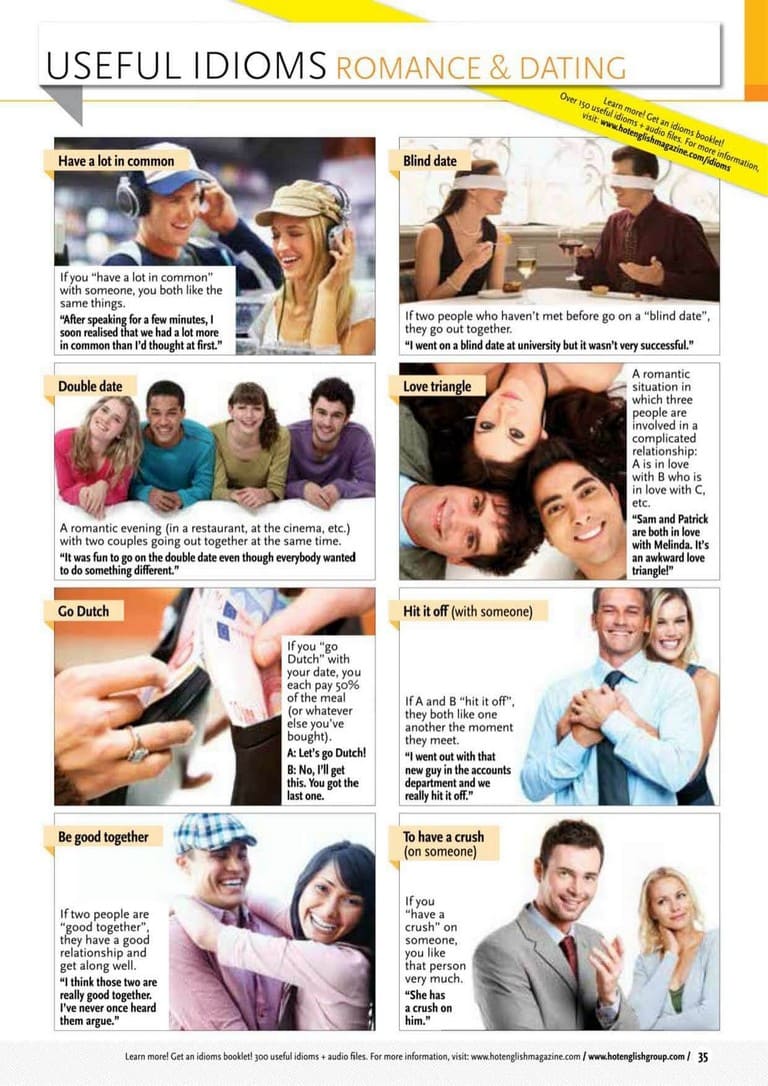 USEFUL IDIOMS ROMANCE & DATING
Learn more! Get an idioms booklet!
Over 150 useful idioms + audio files. For more information,
visit: www.hotenglishmagazine.com/idioms
Have a lot in common
If you “have a lot in common”
with someone, you both like the
same things.
“After speaking for a few minutes, I
soon realised that we had a lot more
in common than I’d thought at first.”
Blind date
If two people who haven’t met before go on a “blind date”,
they go out together.
“I went on a blind date at university but it wasn’t very successful.”
Double date
A romantic evening (in a restaurant, at the cinema, etc.)
with two couples going out together at the same time.
“It was fun to go on the double date even though everybody wanted
to do something different.”
Love triangle
A romantic
situation in
which three
people are
involved in a
complicated
relationship:
A is in love
with B who is
in love with C,
etc.
“Sam and Patrick
are both in love
with Melinda. It’s
an awkward love
triangle!”
Go Dutch
If you “go
Dutch” with
your date, you
each pay 50%
of the meal
(or whatever
else you’ve
bought).
A: Let’s go Dutch!
B: No, I’ll get
this. You got the
last one.
Hit it off (with someone)
If A and B “hit it off”,
they both like one
another the moment
they meet.
“I went out with that
new guy in the accounts
department and we
really hit it off.”
Be good together
If two people are
“good together”,
they have a good
relationship and
get along well.
“I think those two are
really good together.
I’ve never once heard
them argue.”
To have a crush
(on someone)
If you
“have a
crush” on
someone,
you like
that person
very much.
“She has
a crush on
him.”
Learn more! Get an idioms booklet! 300 useful idioms + audio files. For more information, visit: www.hotenglishmagazine.com / www.hotenglishgroup.com / 35